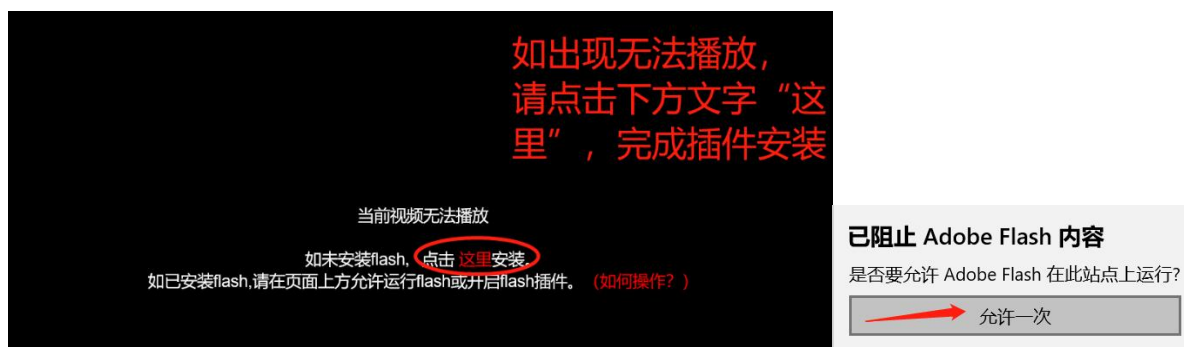 如出现无法播放，
请点击下方文字“这
里”，完成插件安装
当前视频无法播放
如未安装flash, 点击 这里安装。
如已安装flash,请在页面上方允许运行flash或开启flash插件。（如何操作？）
已阻止 Adobe Flash 内容
是否要允许 Adobe Flash 在此站点上运行?
允许一次